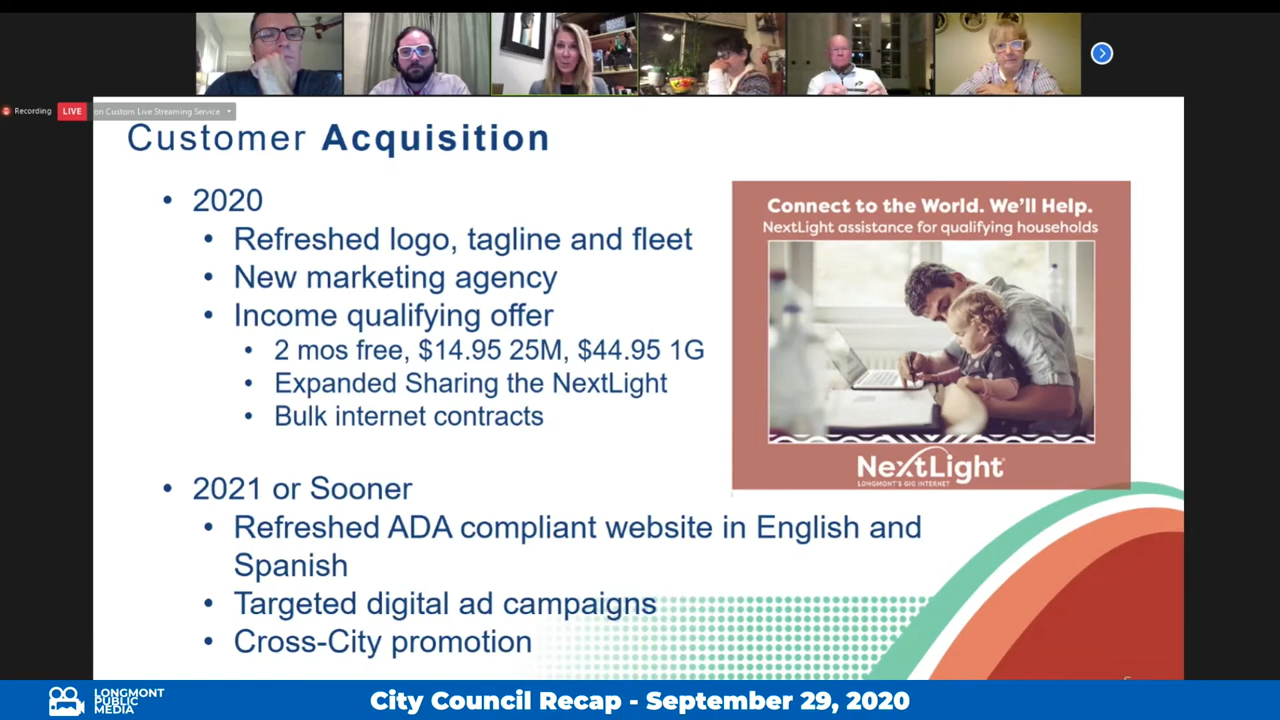 Recording
LIVE
on Custom Live Streaming Service
Customer Acquisition
• 2020
• Refreshed logo, tagline and fleet
• New marketing agency
• Income qualifying offer
• 2 mos free, $14.95 25M, $44.95 1G
• Expanded Sharing the NextLight
• Bulk internet contracts
Connect to the World. We'll Help.
NextLight assistance for qualifying households
NextLight
LONGMONT'S GIG INTERNET
• 2021 or Sooner
• Refreshed ADA compliant website in English and
Spanish
• Targeted digital ad campaigns
• Cross-City promotion
LONGMONT
PUBLIC
MEDIA
City Council Recap - September 29, 2020